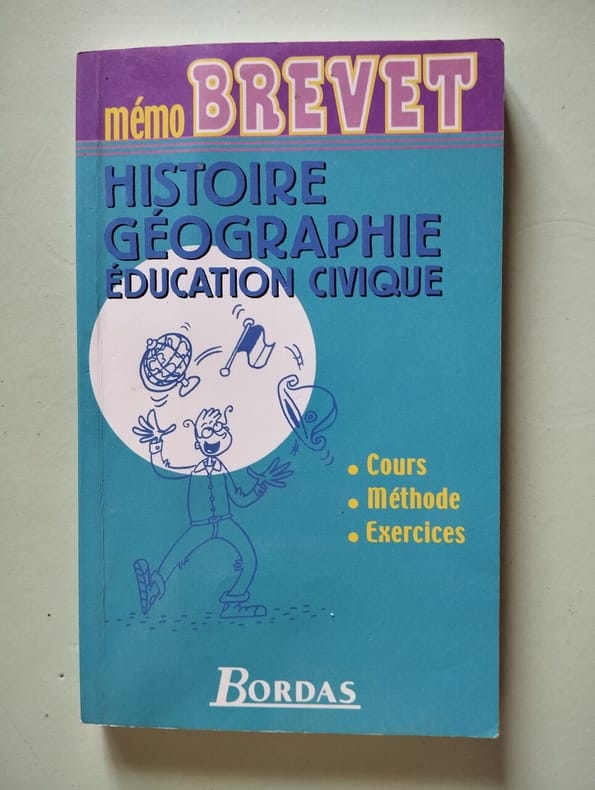 mémo BREVET
HISTOIRE
GÉOGRAPHIE
ÉDUCATION CIVIQUE
• Cours
• Méthode
• Exercices
BORDAS